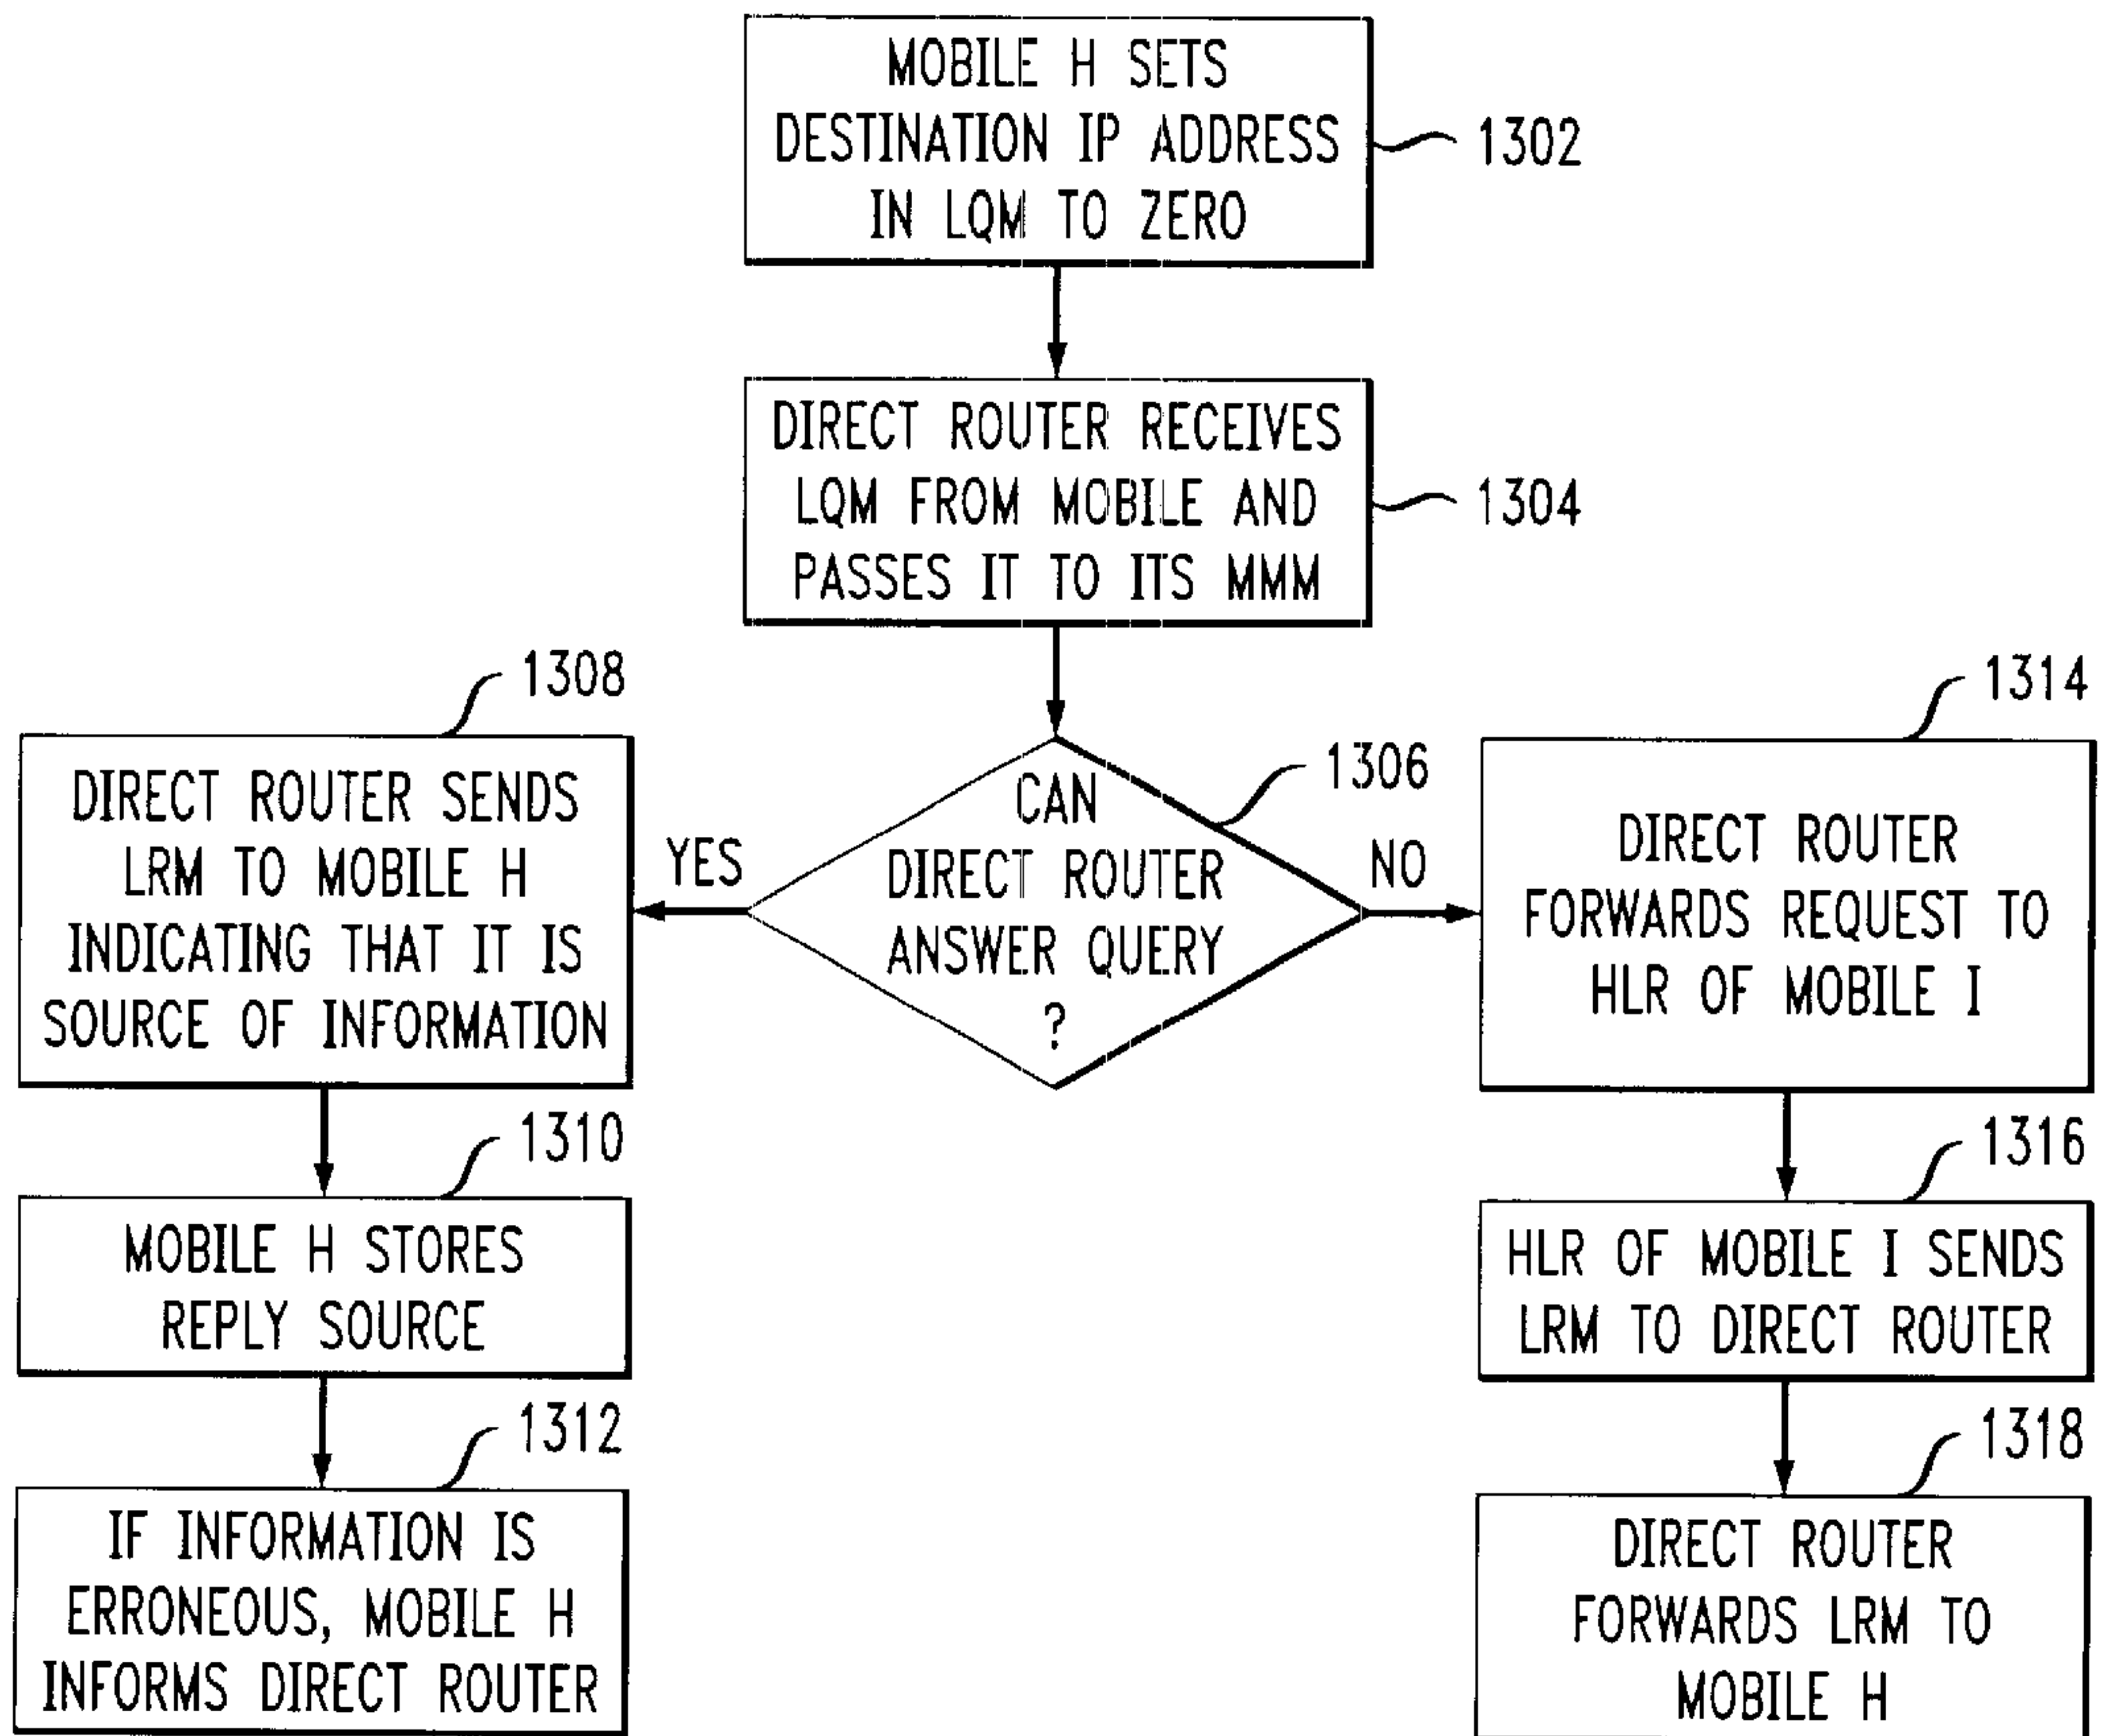 MOBILE H SETS
DESTINATION IP ADDRESS
IN LQM TO ZERO
1302
DIRECT ROUTER RECEIVES
LQM FROM MOBILE AND
PASSES IT TO ITS MMM
1304
CAN
DIRECT ROUTER
ANSWER QUERY
?
1306
YES
NO
1308
DIRECT ROUTER SENDS
LRM TO MOBILE H
INDICATING THAT IT IS
SOURCE OF INFORMATION
1310
MOBILE H STORES
REPLY SOURCE
1312
IF INFORMATION IS
ERRONEOUS, MOBILE H
INFORMS DIRECT ROUTER
1314
DIRECT ROUTER
FORWARDS REQUEST TO
HLR OF MOBILE I
1316
HLR OF MOBILE I SENDS
LRM TO DIRECT ROUTER
1318
DIRECT ROUTER
FORWARDS LRM TO
MOBILE H